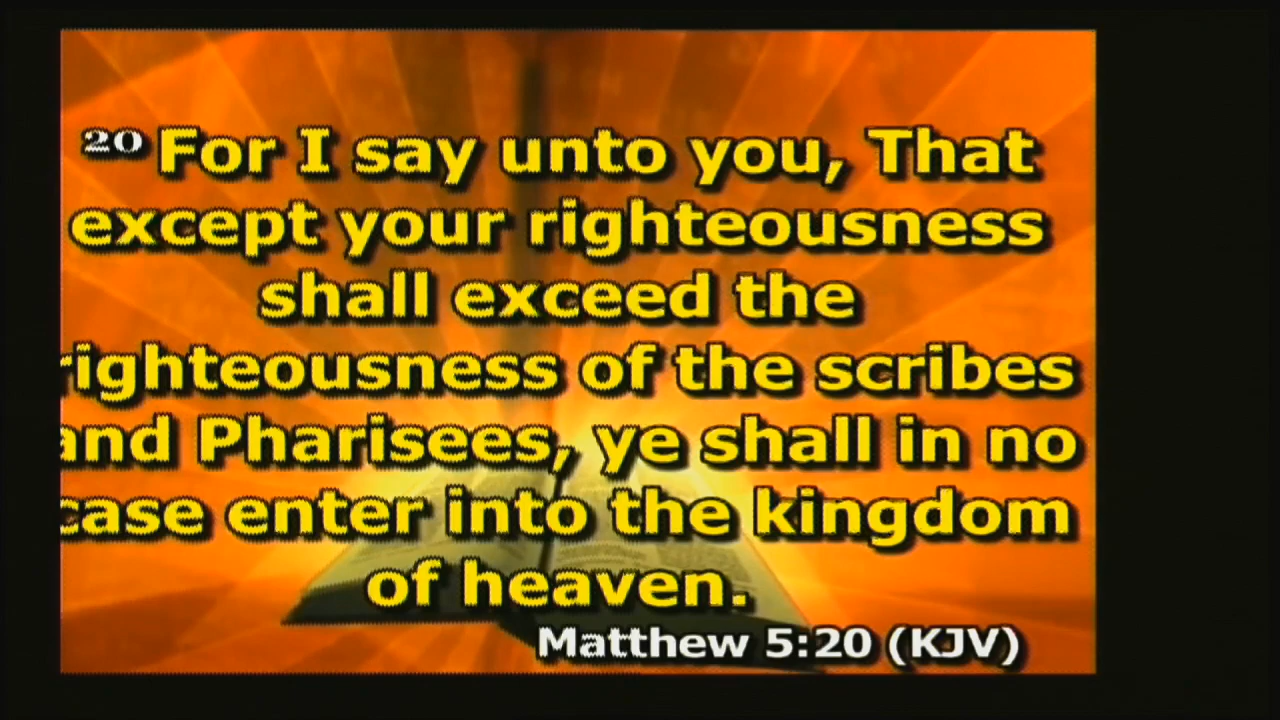 20 For I say unto you, That
except your righteousness
shall exceed the
righteousness of the scribes
and Pharisees, ye shall in no
case enter into the kingdom
of heaven.
Matthew 5:20 (KJV)